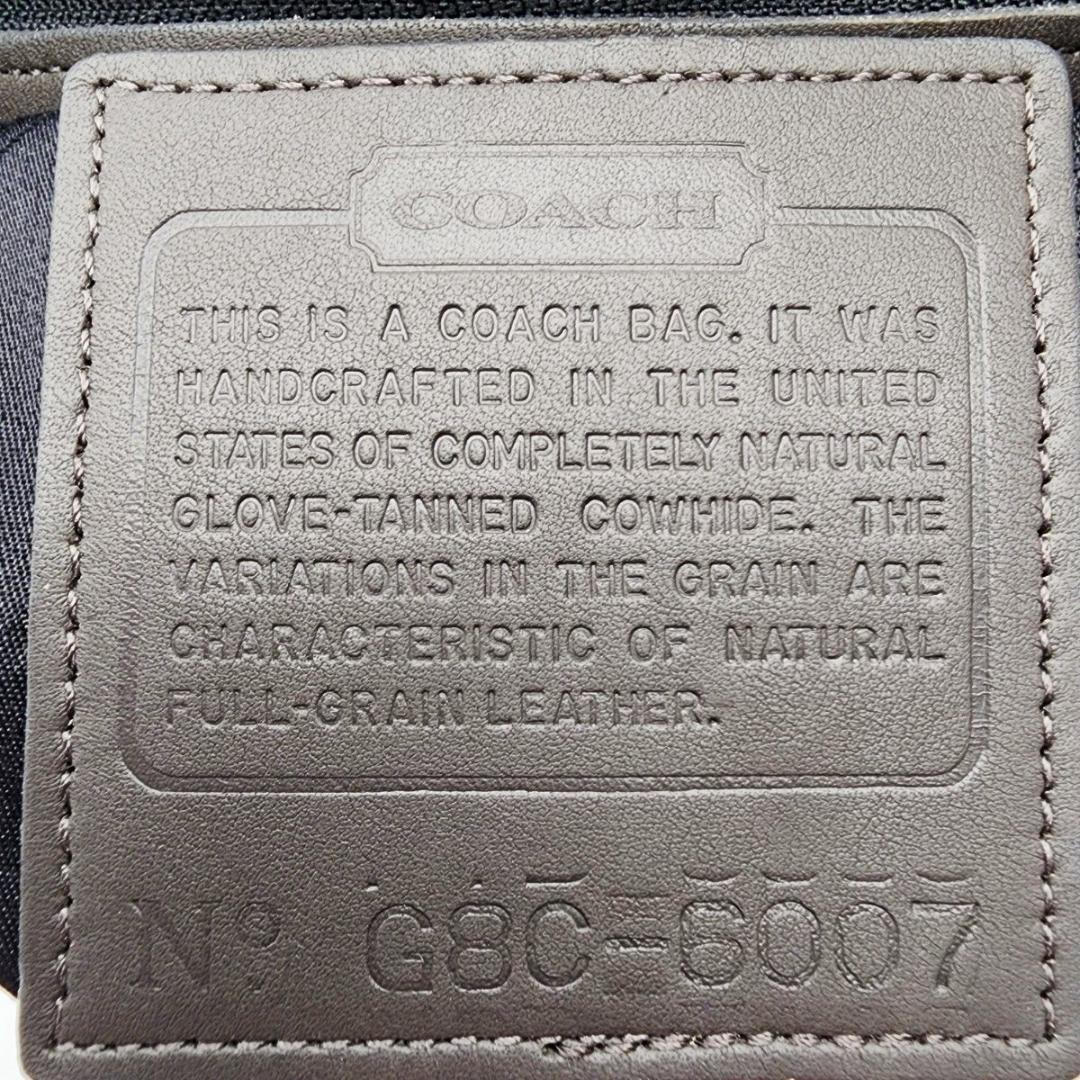 COACH
THIS IS A COACH BAG. IT WAS
HANDCRAFTED IN THE UNITED
STATES OF COMPLETELY NATURAL
GLOVE-TANNED COWHIDE. THE
VARIATIONS IN THE GRAIN ARE
CHARACTERISTIC OF NATURAL
FULL-GRAIN LEATHER.
Nº G8C-6007